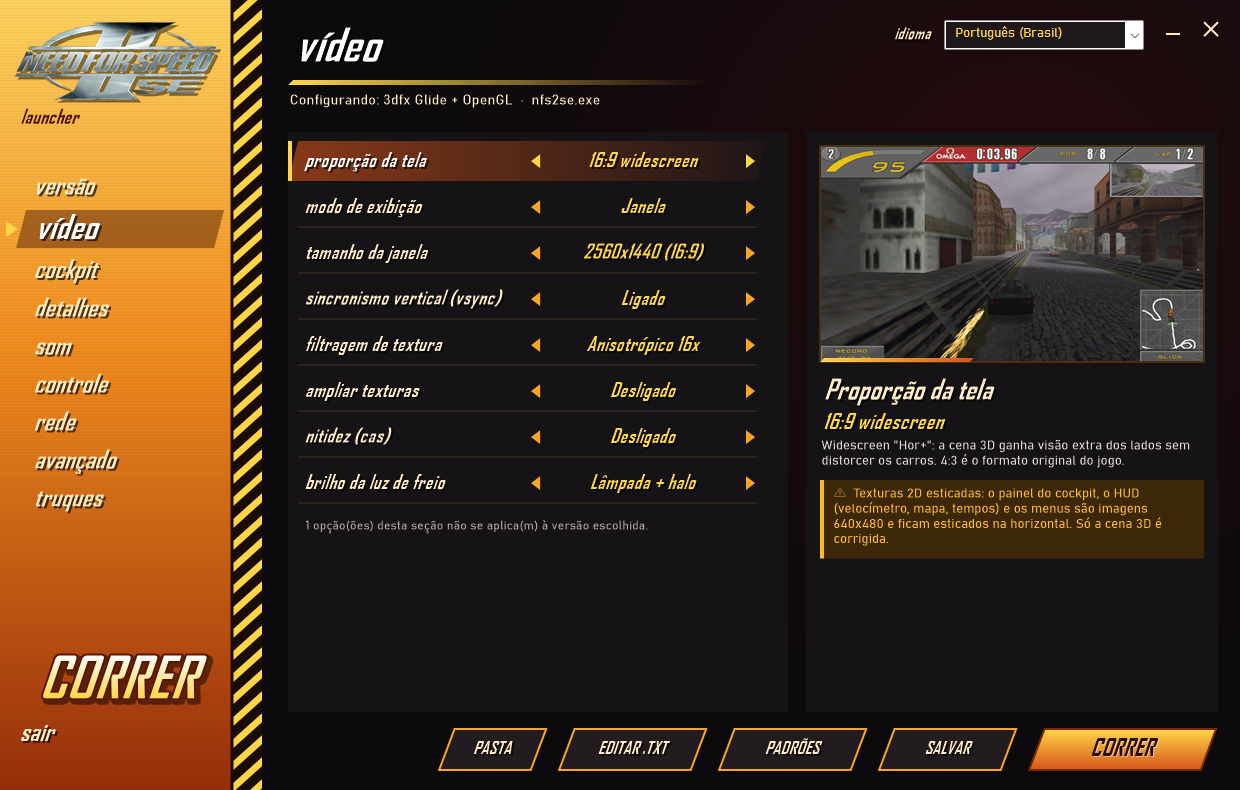 NEED FOR SPEED
II
SE
launcher
versão
vídeo
cockpit
detalhes
som
controle
rede
avançado
truques
CORRER
sair
vídeo
idioma
Português (Brasil)
Configurando: 3dfx Glide + OpenGL · nfs2se.exe
proporção da tela
16:9 widescreen
modo de exibição
Janela
tamanho da janela
2560x1440 (16:9)
sincronismo vertical (vsync)
Ligado
filtragem de textura
Anisotrópico 16x
ampliar texturas
Desligado
nitidez (cas)
Desligado
brilho da luz de freio
Lâmpada + halo
1 opção(ões) desta seção não se aplica(m) à versão escolhida.
2
95
OMEGA
0:03.96
POS 8/8
LAP 1/2
RECORD
SLICK
Proporção da tela
16:9 widescreen
Widescreen "Hor+": a cena 3D ganha visão extra dos lados sem
distorcer os carros. 4:3 é o formato original do jogo.
⚠ Texturas 2D esticadas: o painel do cockpit, o HUD
(velocímetro, mapa, tempos) e os menus são imagens
640x480 e ficam esticados na horizontal. Só a cena 3D é
corrigida.
PASTA
EDITAR .TXT
PADRÕES
SALVAR
CORRER